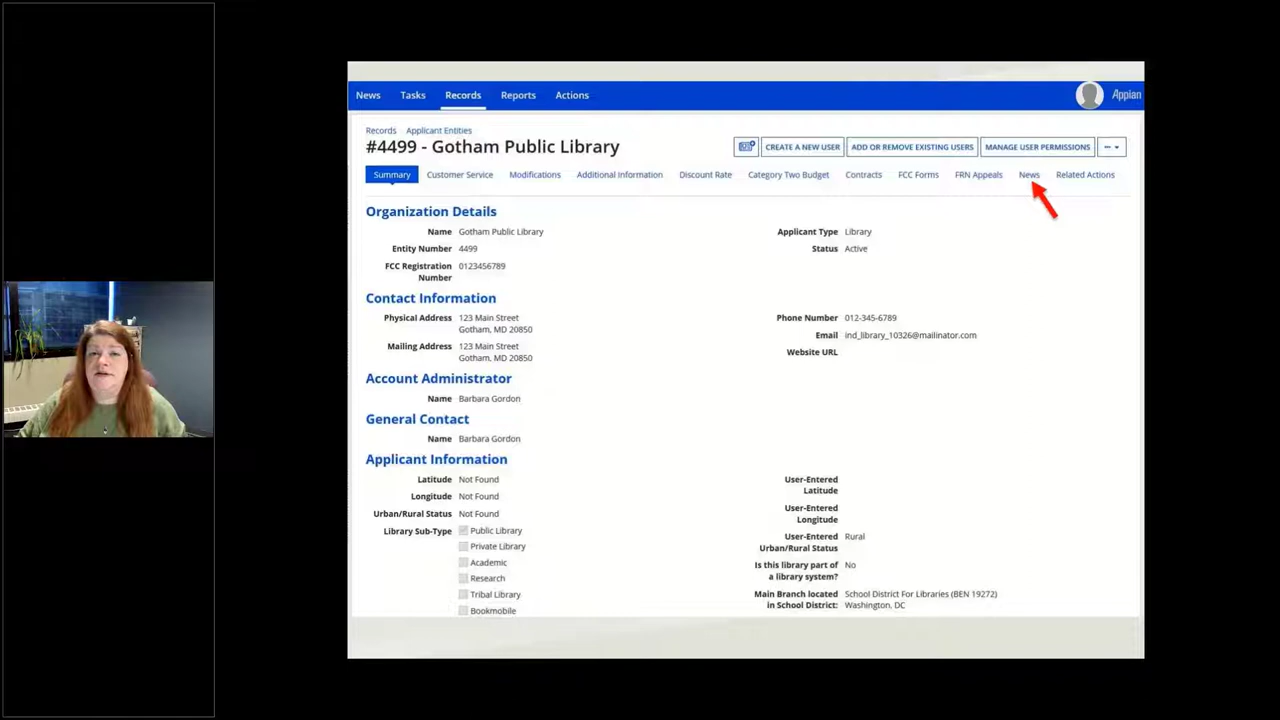 News Tasks Records Reports Actions Appian
Records Applicant Entities
#4499 - Gotham Public Library
CREATE A NEW USER ADD OR REMOVE EXISTING USERS MANAGE USER PERMISSIONS ...
Summary Customer Service Modifications Additional Information Discount Rate Category Two Budget Contracts FCC Forms FRN Appeals News Related Actions
Organization Details
Name Gotham Public Library
Applicant Type Library
Entity Number 4499
Status Active
FCC Registration
Number
0123456789
Contact Information
Physical Address 123 Main Street
Gotham, MD 20850
Phone Number 012-345-6789
Email ind_library_10326@mailinator.com
Mailing Address 123 Main Street
Gotham, MD 20850
Website URL
Account Administrator
Name Barbara Gordon
General Contact
Name Barbara Gordon
Applicant Information
Latitude Not Found
Longitude Not Found
Urban/Rural Status Not Found
Library Sub-Type Public Library
Private Library
Academic
Research
Tribal Library
Bookmobile
User-Entered
Latitude
User-Entered
Longitude
User-Entered
Urban/Rural Status
Rural
Is this library part of
a library system?
No
Main Branch located
in School District:
School District For Libraries (BEN 19272)
Washington, DC